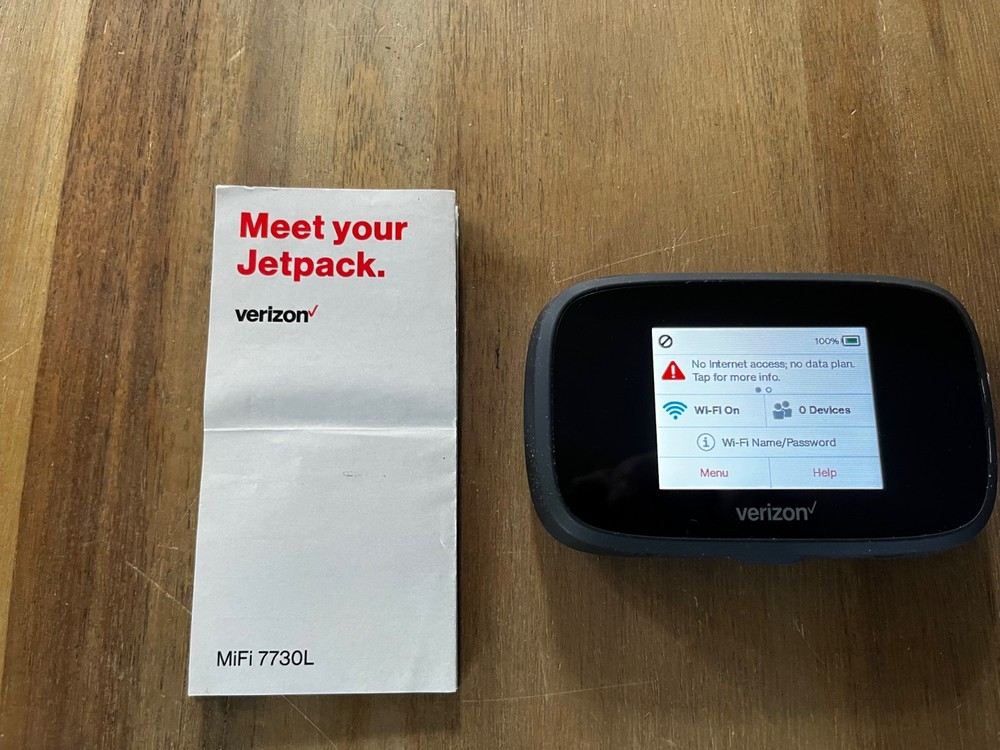 Meet your
Jetpack.
verizon✓
MiFi 7730L
100%
No Internet access; no data plan.
Tap for more info.
Wi-Fi On
0 Devices
Wi-Fi Name/Password
Menu
Help
verizon✓